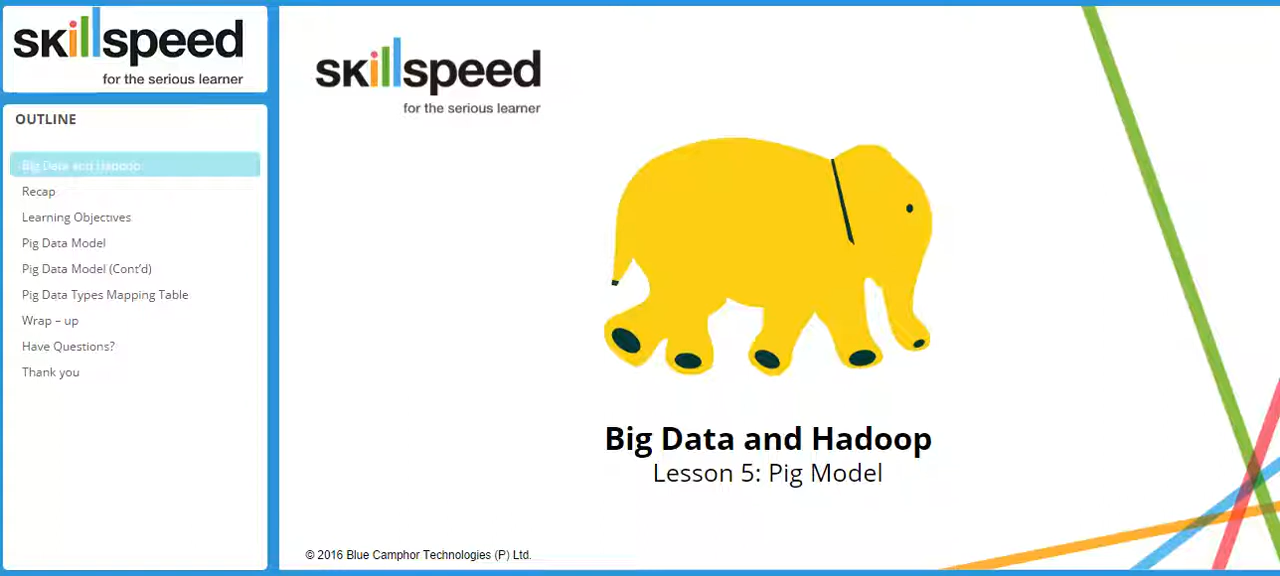 skillspeed
for the serious learner
OUTLINE
Big Data and Hadoop
Recap
Learning Objectives
Pig Data Model
Pig Data Model (Cont'd)
Pig Data Types Mapping Table
Wrap – up
Have Questions?
Thank you
skillspeed
for the serious learner
Big Data and Hadoop
Lesson 5: Pig Model
© 2016 Blue Camphor Technologies (P) Ltd.